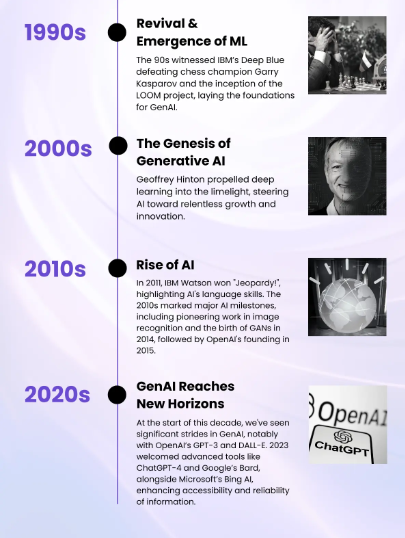 1990s
Revival &
Emergence of ML
The 90s witnessed IBM's Deep Blue
defeating chess champion Garry
Kasparov and the inception of the
LOOM project, laying the foundations
for GenAI.
2000s
The Genesis of
Generative AI
Geoffrey Hinton propelled deep
learning into the limelight, steering
AI toward relentless growth and
innovation.
2010s
Rise of AI
In 2011, IBM Watson won "Jeopardy!",
highlighting AI's language skills. The
2010s marked major AI milestones,
including pioneering work in image
recognition and the birth of GANs in
2014, followed by OpenAI's founding in
2015.
2020s
GenAI Reaches
New Horizons
At the start of this decade, we've seen
significant strides in GenAI, notably
with OpenAI's GPT-3 and DALL-E. 2023
welcomed advanced tools like
ChatGPT-4 and Google's Bard,
alongside Microsoft's Bing AI,
enhancing accessibility and reliability
of information.
OpenAI
ChatGPT